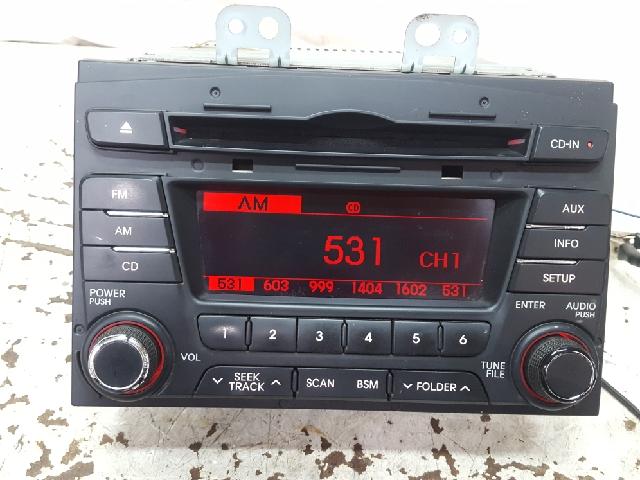 CD-IN
FM
AM
CD
AM
CD
531
CH1
531 603 999 1404 1602 531
AUX
INFO
SETUP
POWER
PUSH
VOL
1 2 3 4 5 6
ENTER
AUDIO
PUSH
TUNE
FILE
SEEK
TRACK
SCAN
BSM
FOLDER